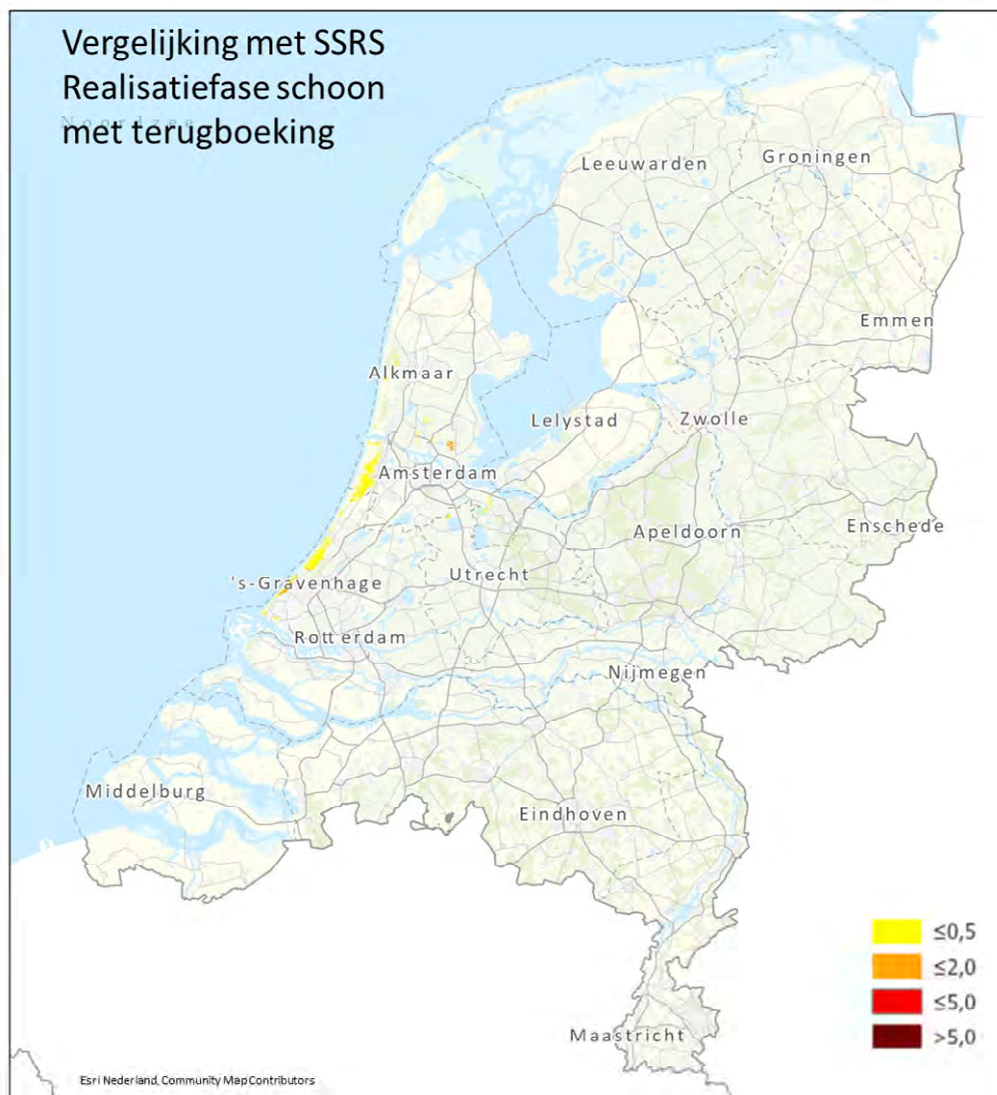 Vergelijking met SSRS
Realisatiefase schoon
met terugboeking
Noordzee
Leeuwarden
Groningen
Emmen
Alkmaar
Lelystad
Zwolle
Amsterdam
Apeldoorn
Enschede
's-Gravenhage
Utrecht
Rotterdam
Nijmegen
Middelburg
Eindhoven
≤0,5
≤2,0
≤5,0
>5,0
Maastricht
Esri Nederland, Community Map Contributors